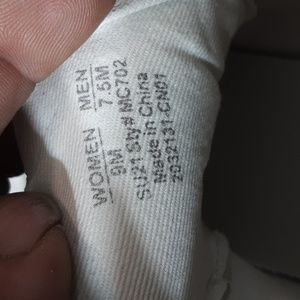 WOMEN MEN
9M 7.5M
SU21 Sty# MC702
Made in China
2032131-CN01